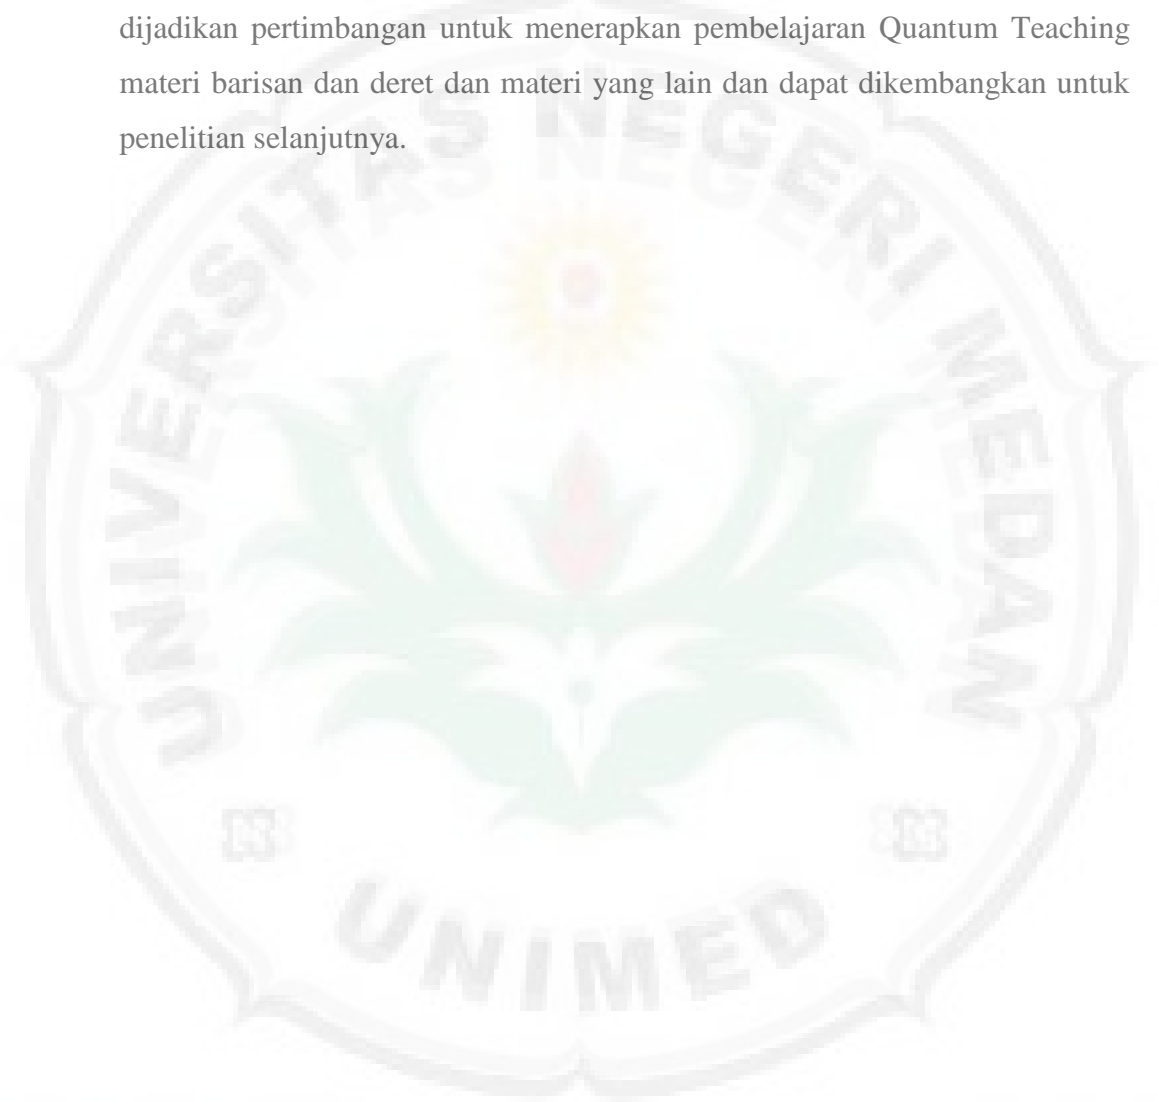 dijadikan pertimbangan untuk menerapkan pembelajaran Quantum Teaching
materi barisan dan deret dan materi yang lain dan dapat dikembangkan untuk
penelitian selanjutnya.
UNIVERSITAS NEGERI MEDAN
UNIMED